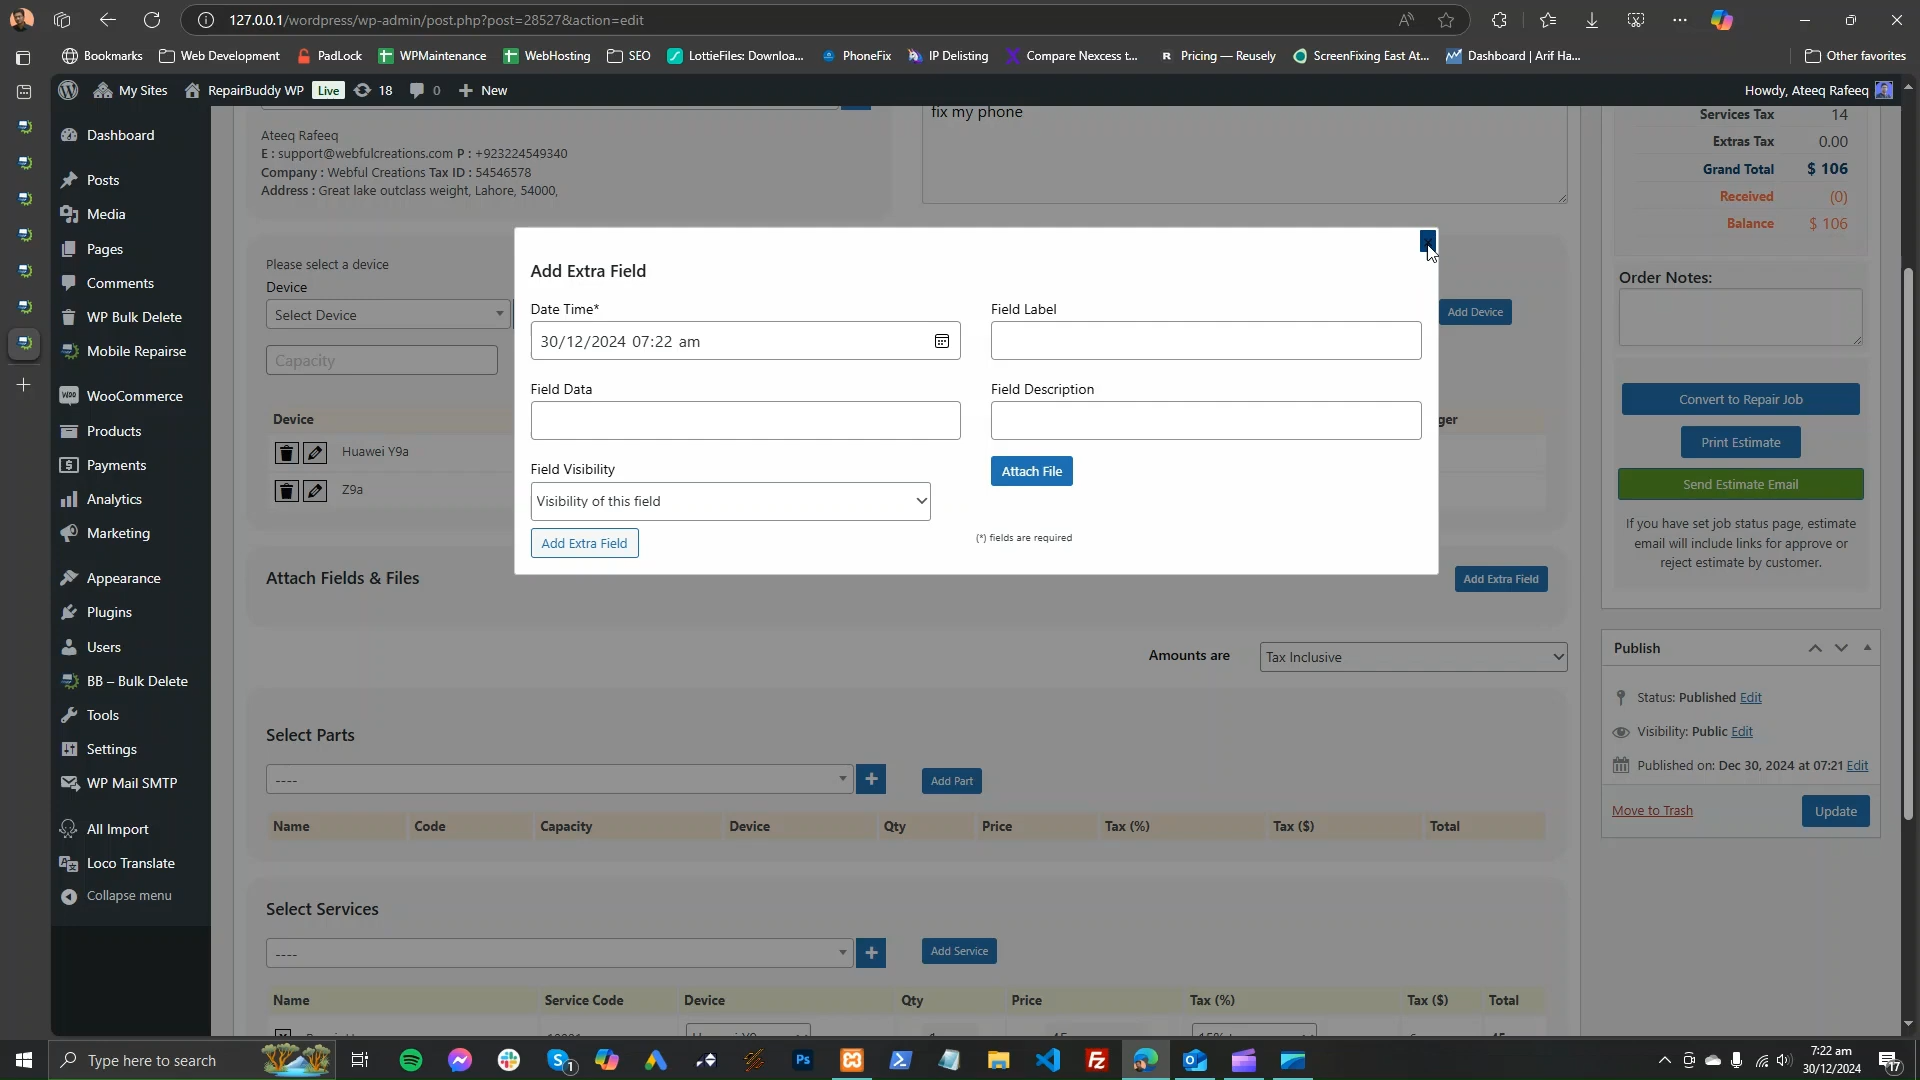 127.0.0.1/wordpress/wp-admin/post.php?post=28527&action=edit
Bookmarks
Web Development
PadLock
WPMaintenance
WebHosting
SEO
LottieFiles: Downloa...
PhoneFix
IP Delisting
Compare Nexcess t...
Pricing — Reusely
ScreenFixing East At...
Dashboard | Arif Ha...
Other favorites
My Sites
RepairBuddy WP
Live
18
0
New
Howdy, Ateeq Rafeeq
Dashboard
Posts
Media
Pages
Comments
WP Bulk Delete
Mobile Repairse
WooCommerce
Products
Payments
Analytics
Marketing
Appearance
Plugins
Users
BB – Bulk Delete
Tools
Settings
WP Mail SMTP
All Import
Loco Translate
Collapse menu
Ateeq Rafeeq
E : support@webfulcreations.com P : +923224549340
Company : Webful Creations Tax ID : 54546578
Address : Great lake outclass weight, Lahore, 54000,
fix my phone
Please select a device
Device
Select Device
Capacity
Add Device
Device
Huawei Y9a
Z9a
Add Extra Field
Date Time*
30/12/2024 07:22 am
Field Label
Field Data
Field Description
Field Visibility
Visibility of this field
Attach File
Add Extra Field
(*) fields are required
Attach Fields & Files
Add Extra Field
Amounts are
Tax Inclusive
Select Parts
----
Add Part
Name Code Capacity Device Qty Price Tax (%) Tax ($) Total
Select Services
----
Add Service
Name Service Code Device Qty Price Tax (%) Tax ($) Total
Services Tax 14
Extras Tax 0.00
Grand Total $ 106
Received (0)
Balance $ 106
Order Notes:
Convert to Repair Job
Print Estimate
Send Estimate Email
If you have set job status page, estimate
email will include links for approve or
reject estimate by customer.
Publish
Status: Published Edit
Visibility: Public Edit
Published on: Dec 30, 2024 at 07:21 Edit
Move to Trash
Update
Type here to search
7:22 am
30/12/2024
17